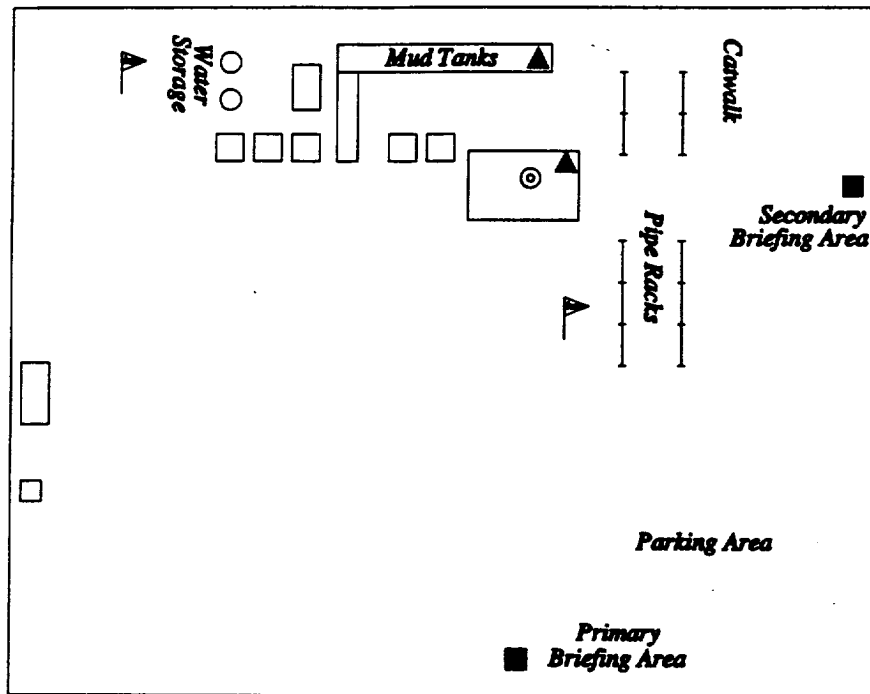 Water
Storage
Mud Tanks
Catwalk
Secondary
Briefing Area
Pipe Racks
Parking Area
Primary
Briefing Area